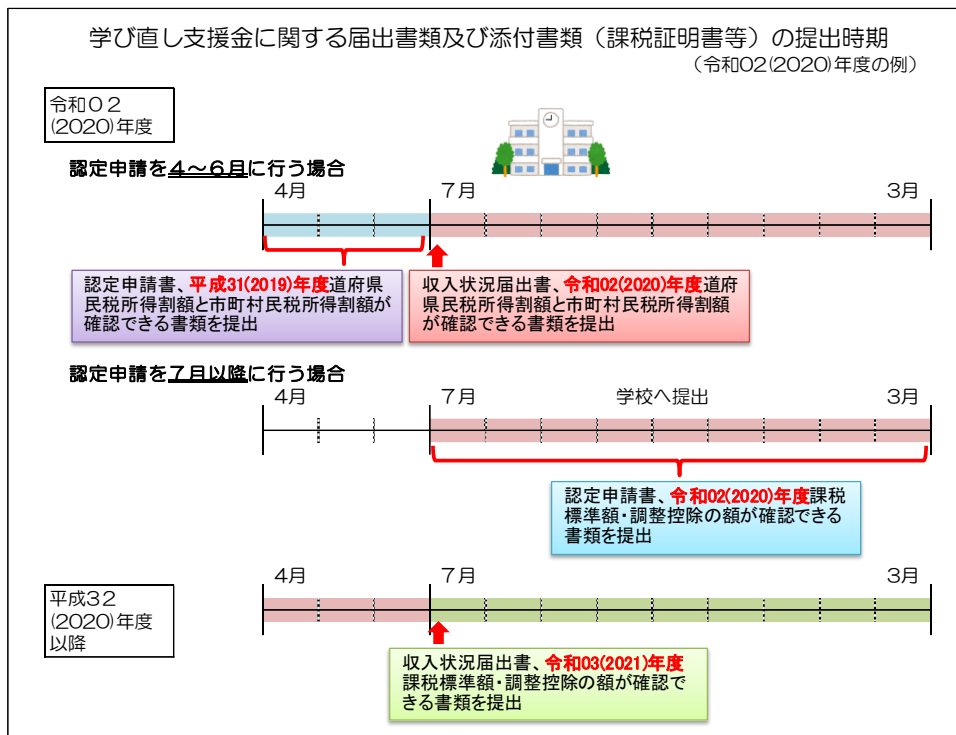 学び直し支援金に関する届出書類及び添付書類（課税証明書等）の提出時期
（令和02(2020)年度の例）
令和０２
(2020)年度
認定申請を４～６月に行う場合
4月
7月
3月
認定申請書、平成31(2019)年度道府県
民税所得割額と市町村民税所得割額が
確認できる書類を提出
収入状況届出書、令和02(2020)年度道府
県民税所得割額と市町村民税所得割額
が確認できる書類を提出
認定申請を７月以降に行う場合
4月
7月
学校へ提出
3月
認定申請書、令和02(2020)年度課税
標準額・調整控除の額が確認できる
書類を提出
4月
7月
3月
平成３２
(2020)年度
以降
収入状況届出書、令和03(2021)年度
課税標準額・調整控除の額が確認で
きる書類を提出